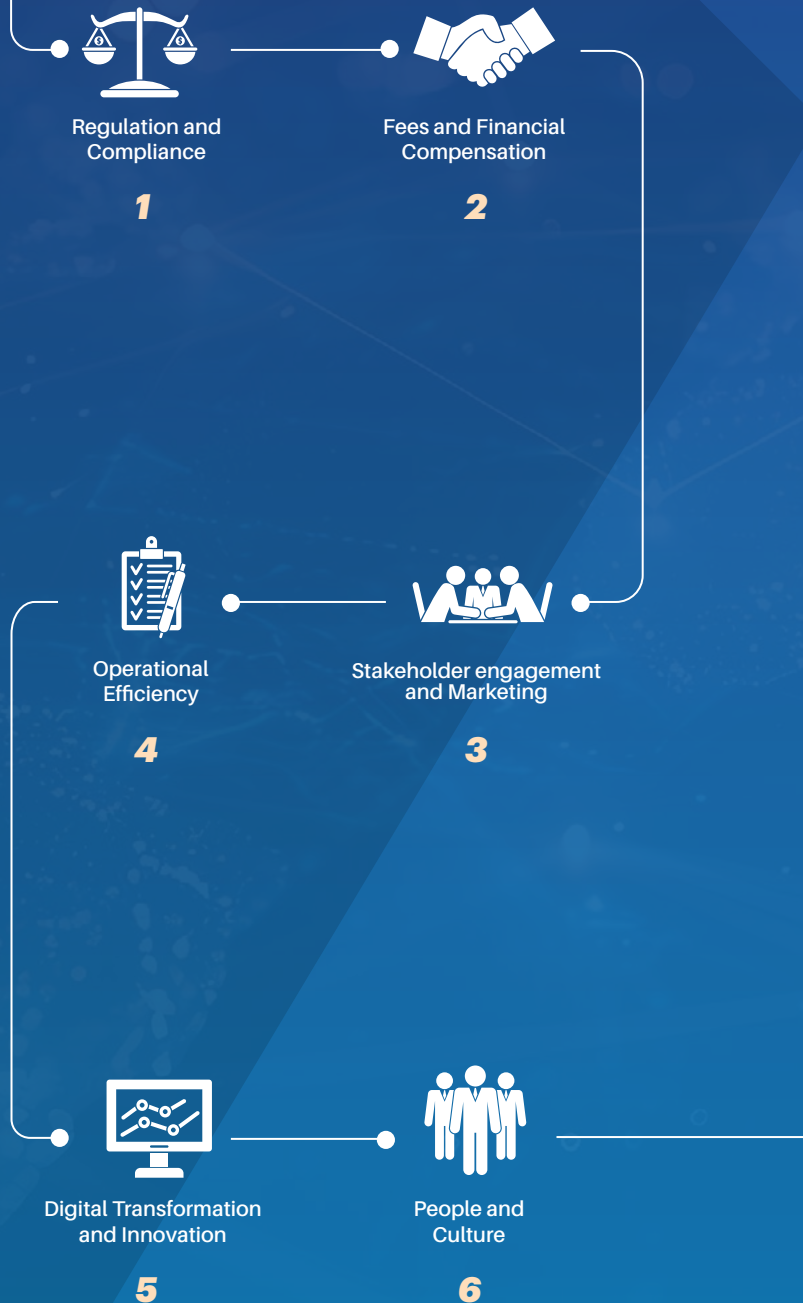 Regulation and
Compliance
1
Fees and Financial
Compensation
2
Stakeholder engagement
and Marketing
3
Operational
Efficiency
4
Digital Transformation
and Innovation
5
People and
Culture
6